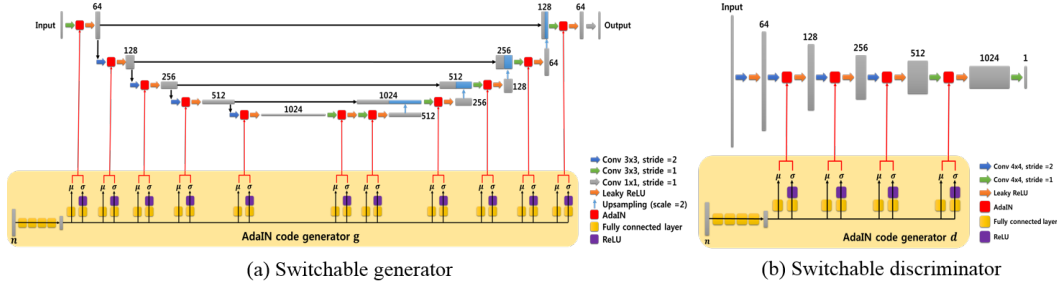 Input
64
128
256
512
1024
1024
512
512
256
256
128
128
64
64
Output
μ σ μ σ μ σ μ σ μ σ μ σ μ σ μ σ μ σ μ σ μ σ
n
AdaIN code generator g
Conv 3x3, stride =2
Conv 3x3, stride =1
Conv 1x1, stride =1
Leaky ReLU
Upsampling (scale =2)
AdaIN
Fully connected layer
ReLU
(a) Switchable generator
Input
64
128
256
512
1024
1
μ σ μ σ μ σ μ σ
n
AdaIN code generator d
Conv 4x4, stride =2
Conv 4x4, stride =1
Leaky ReLU
AdaIN
Fully connected layer
ReLU
(b) Switchable discriminator